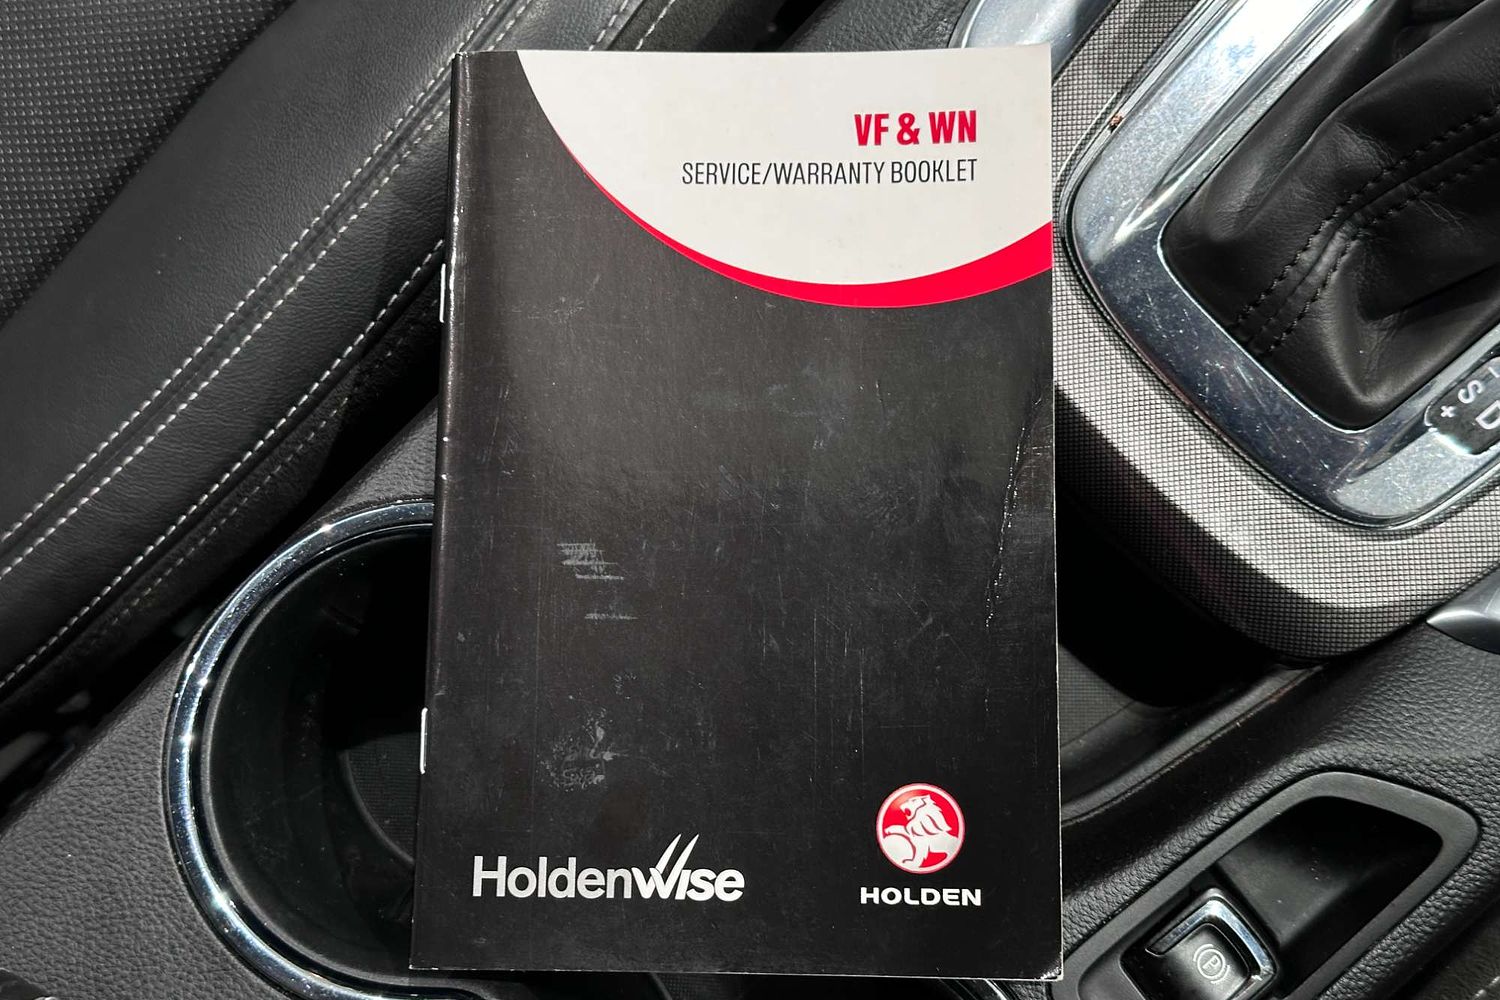 VF & WN
SERVICE/WARRANTY BOOKLET
HoldenWise
HOLDEN
S
D
+
(P)